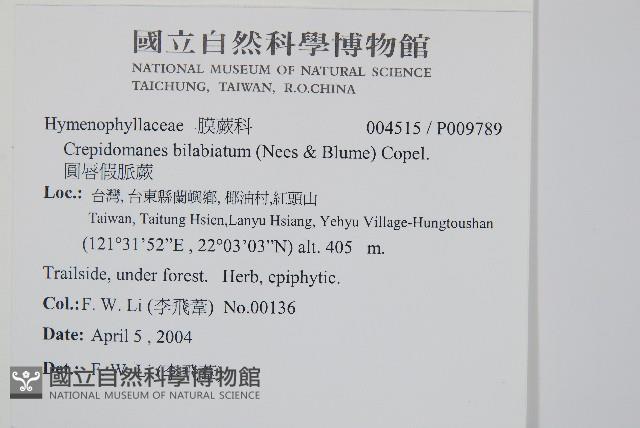 國立自然科學博物館
NATIONAL MUSEUM OF NATURAL SCIENCE
TAICHUNG, TAIWAN, R.O.CHINA
Hymenophyllaceae 膜蕨科 004515 / P009789
Crepidomanes bilabiatum (Nees & Blume) Copel.
圓唇假脈蕨
Loc.: 台灣, 台東縣蘭嶼鄉, 椰油村,紅頭山
Taiwan, Taitung Hsien,Lanyu Hsiang, Yehyu Village-Hungtoushan
(121°31’52”E , 22°03’03”N) alt. 405 m.
Trailside, under forest. Herb, epiphytic.
Col.:F. W. Li (李飛葦) No.00136
Date: April 5 , 2004
Det.: F. W. Li
國立自然科學博物館
NATIONAL MUSEUM OF NATURAL SCIENCE